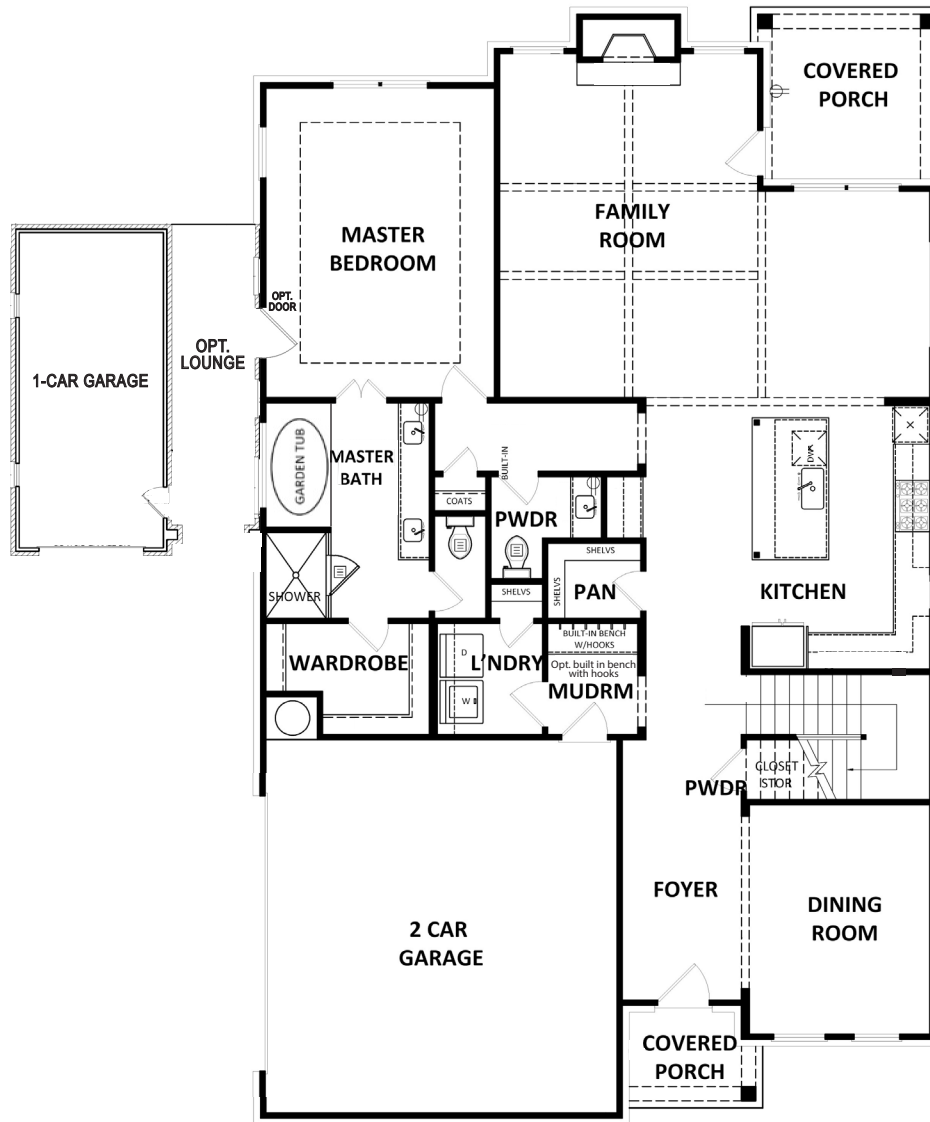 COVERED
PORCH
FAMILY
ROOM
MASTER
BEDROOM
OPT.
DOOR
OPT.
LOUNGE
1-CAR GARAGE
GARDEN TUB
MASTER
BATH
BUILT-IN
COATS
PWDR
DW
SHELVS
SHELVS
PAN
KITCHEN
SHOWER
SHELVS
WARDROBE
D
L'NDRY
W
BUILT-IN BENCH
W/HOOKS
Opt. built in bench
with hooks
MUDRM
CLOSET
STOR
PWDR
FOYER
DINING
ROOM
2 CAR
GARAGE
COVERED
PORCH